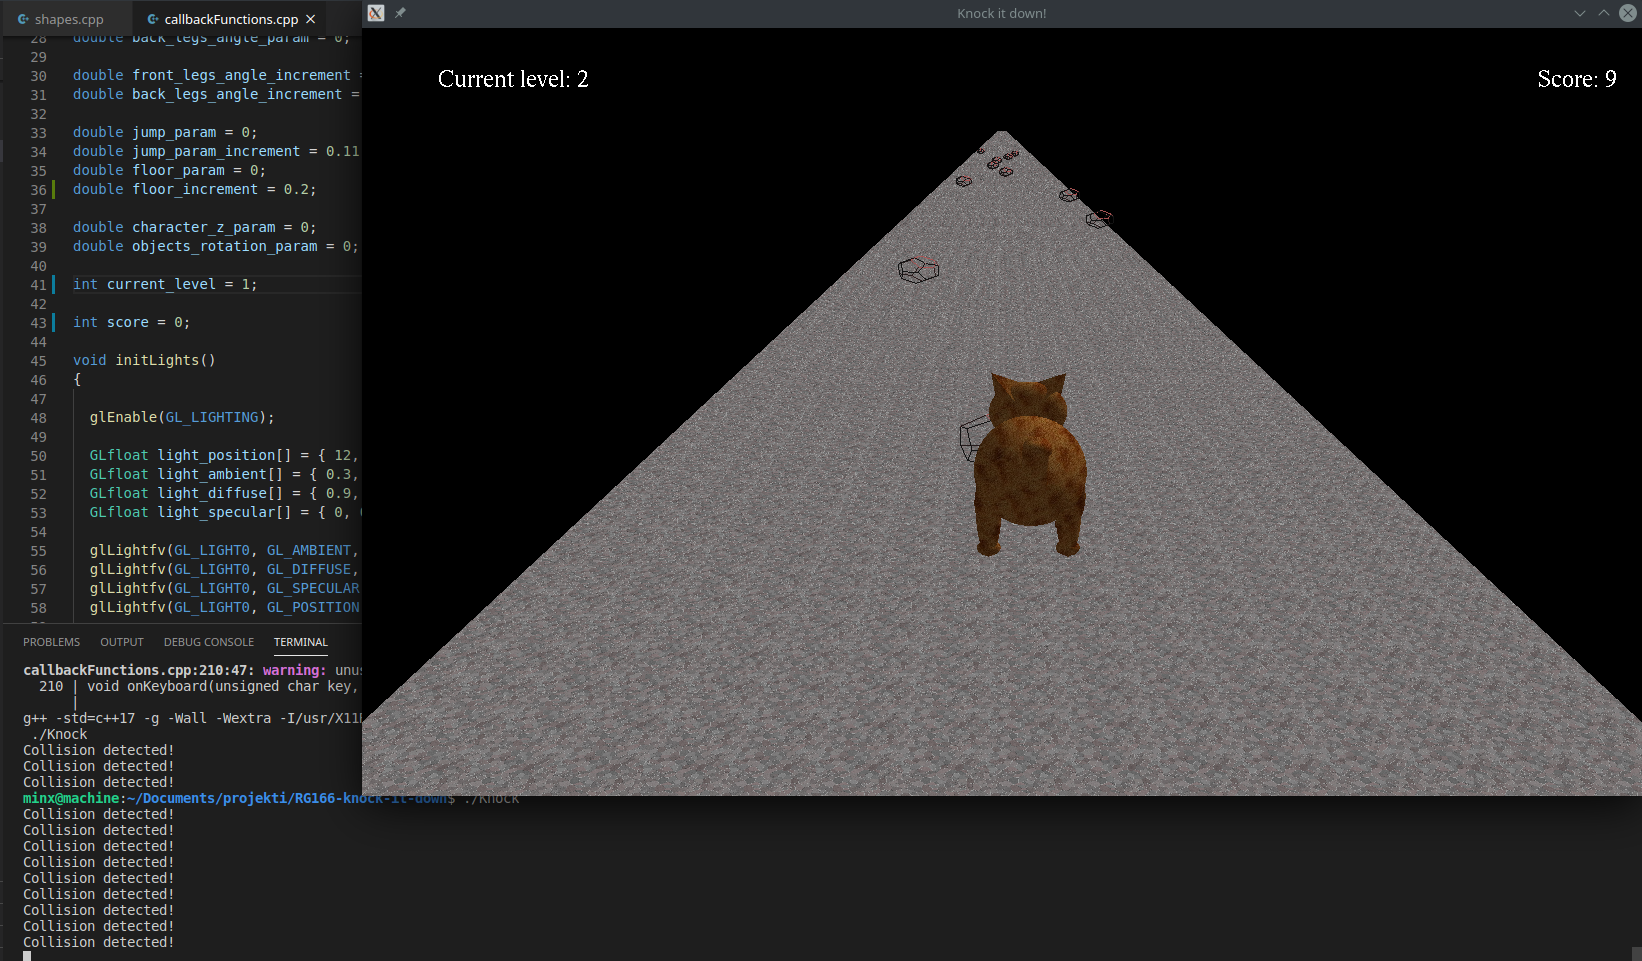 shapes.cpp
callbackFunctions.cpp
28 double back_legs_angle_param = 0;
29
30 double front_legs_angle_increment =
31 double back_legs_angle_increment =
32
33 double jump_param = 0;
34 double jump_param_increment = 0.11
35 double floor_param = 0;
36 double floor_increment = 0.2;
37
38 double character_z_param = 0;
39 double objects_rotation_param = 0;
40
41 int current_level = 1;
42
43 int score = 0;
44
45 void initLights()
46 {
47
48 glEnable(GL_LIGHTING);
49
50 GLfloat light_position[] = { 12,
51 GLfloat light_ambient[] = { 0.3,
52 GLfloat light_diffuse[] = { 0.9,
53 GLfloat light_specular[] = { 0,
54
55 glLightfv(GL_LIGHT0, GL_AMBIENT,
56 glLightfv(GL_LIGHT0, GL_DIFFUSE,
57 glLightfv(GL_LIGHT0, GL_SPECULAR
58 glLightfv(GL_LIGHT0, GL_POSITION
Knock it down!
Current level: 2
Score: 9
PROBLEMS OUTPUT DEBUG CONSOLE TERMINAL
callbackFunctions.cpp:210:47: warning: unus
210 | void onKeyboard(unsigned char key,
|
g++ -std=c++17 -g -Wall -Wextra -I/usr/X11
./Knock
Collision detected!
Collision detected!
Collision detected!
minx@machine:~/Documents/projekti/RG166-knock-it-down$ ./Knock
Collision detected!
Collision detected!
Collision detected!
Collision detected!
Collision detected!
Collision detected!
Collision detected!
Collision detected!
Collision detected!